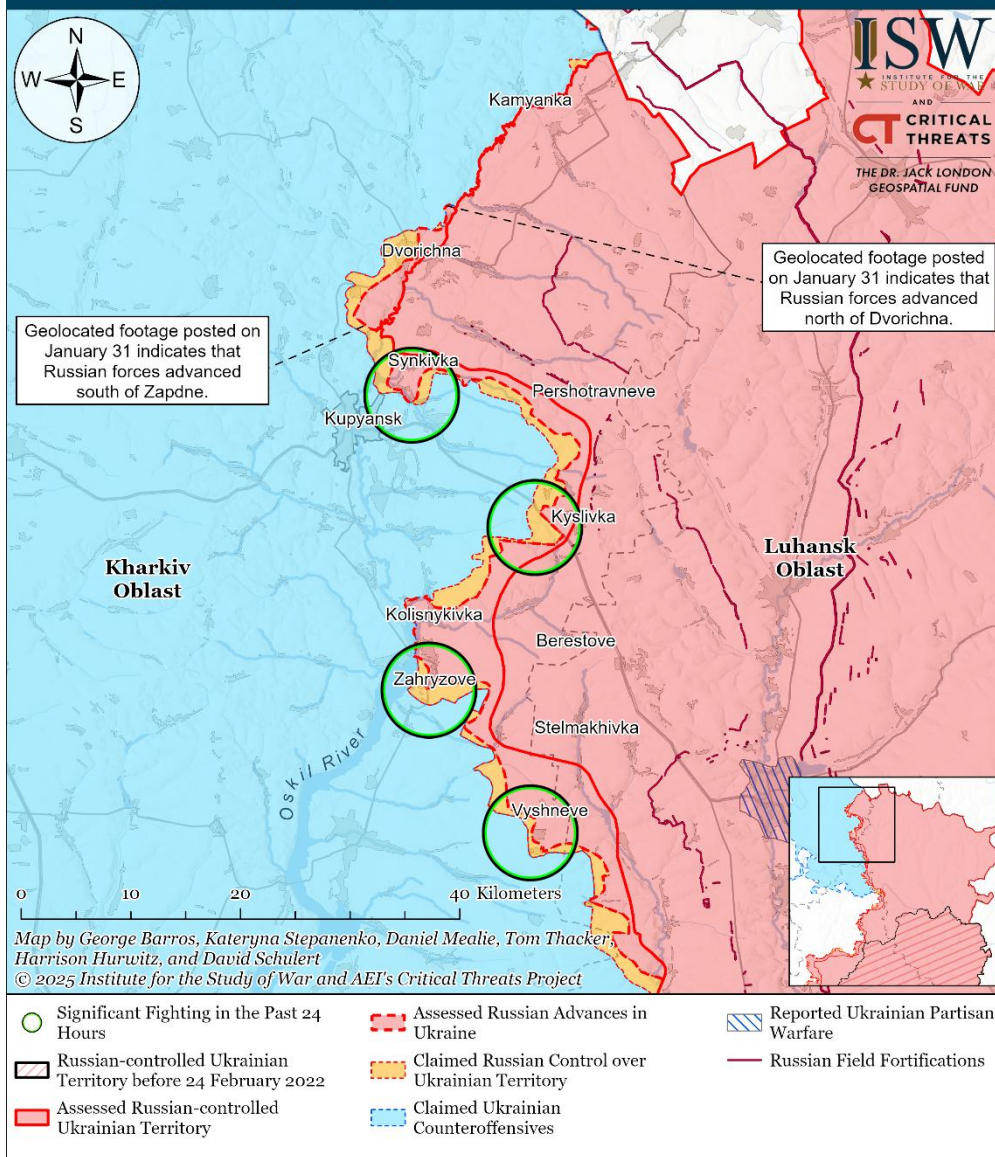 N
W
E
S
ISW
INSTITUTE FOR THE
STUDY OF WAR
AND
CT CRITICAL
THREATS
THE DR. JACK LONDON
GEOSPATIAL FUND
Kamyanka
Dvorichna
Geolocated footage posted
on January 31 indicates that
Russian forces advanced
north of Dvorichna.
Geolocated footage posted on
January 31 indicates that
Russian forces advanced
south of Zapdne.
Synkivka
Pershotravneve
Kupyansk
Kyslivka
Kharkiv
Oblast
Luhansk
Oblast
Kolisnykivka
Berestove
Zahryzove
Stelmakhivka
Oskil River
Vyshneve
0 10 20 40 Kilometers
Map by George Barros, Kateryna Stepanenko, Daniel Mealie, Tom Thacker,
Harrison Hurwitz, and David Schulert
© 2025 Institute for the Study of War and AEI's Critical Threats Project
Significant Fighting in the Past 24
Hours
Russian-controlled Ukrainian
Territory before 24 February 2022
Assessed Russian-controlled
Ukrainian Territory
Assessed Russian Advances in
Ukraine
Claimed Russian Control over
Ukrainian Territory
Claimed Ukrainian
Counteroffensives
Reported Ukrainian Partisan
Warfare
Russian Field Fortifications